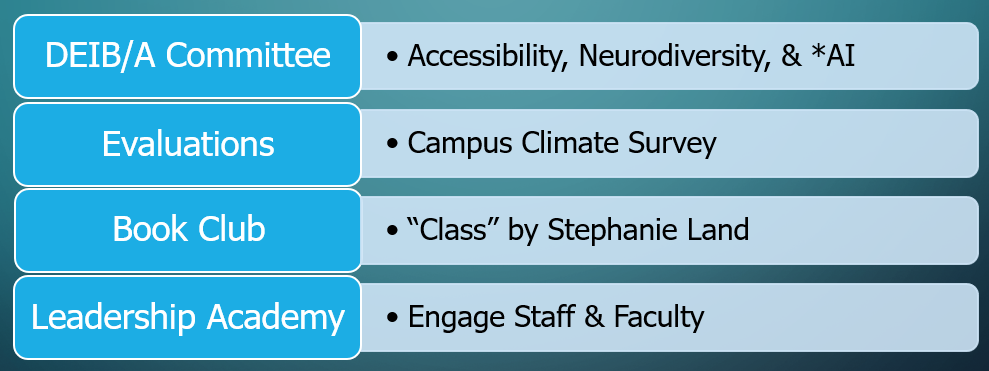 DEIB/A Committee
• Accessibility, Neurodiversity, & *AI
Evaluations
• Campus Climate Survey
Book Club
• “Class” by Stephanie Land
Leadership Academy
• Engage Staff & Faculty